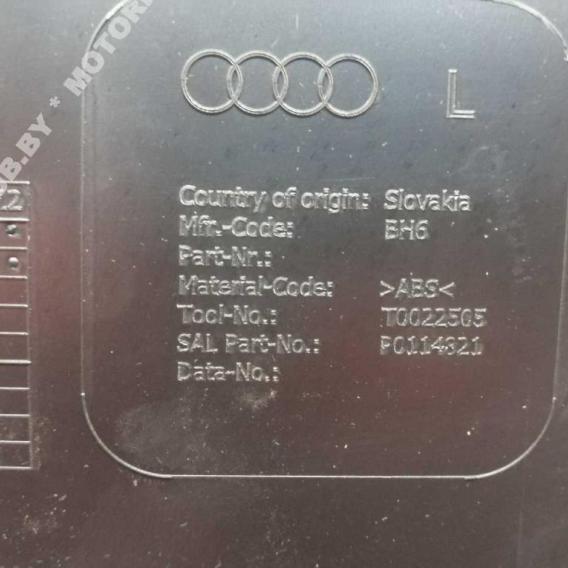 L
Country of origin: Slovakia
Mfr.-Code: BH6
Part-Nr.:
Material-Code: >ABS<
Tool-No.: T0022505
SAL Part-No.: P0114821
Data-No.: